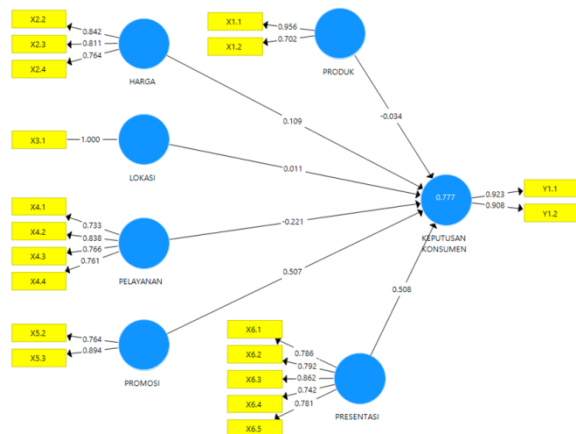 X2.2
X2.3
X2.4
0.842
0.811
0.764
HARGA
X1.1
X1.2
0.956
0.702
PRODUK
-0.034
0.109
X3.1
1.000
LOKASI
0.011
0.777
KEPUTUSAN
KONSUMEN
0.923
0.908
Y1.1
Y1.2
X4.1
X4.2
X4.3
X4.4
0.733
0.838
0.766
0.761
PELAYANAN
-0.221
0.507
0.508
X5.2
X5.3
0.764
0.894
PROMOSI
X6.1
X6.2
X6.3
X6.4
X6.5
0.786
0.792
0.862
0.742
0.781
PRESENTASI